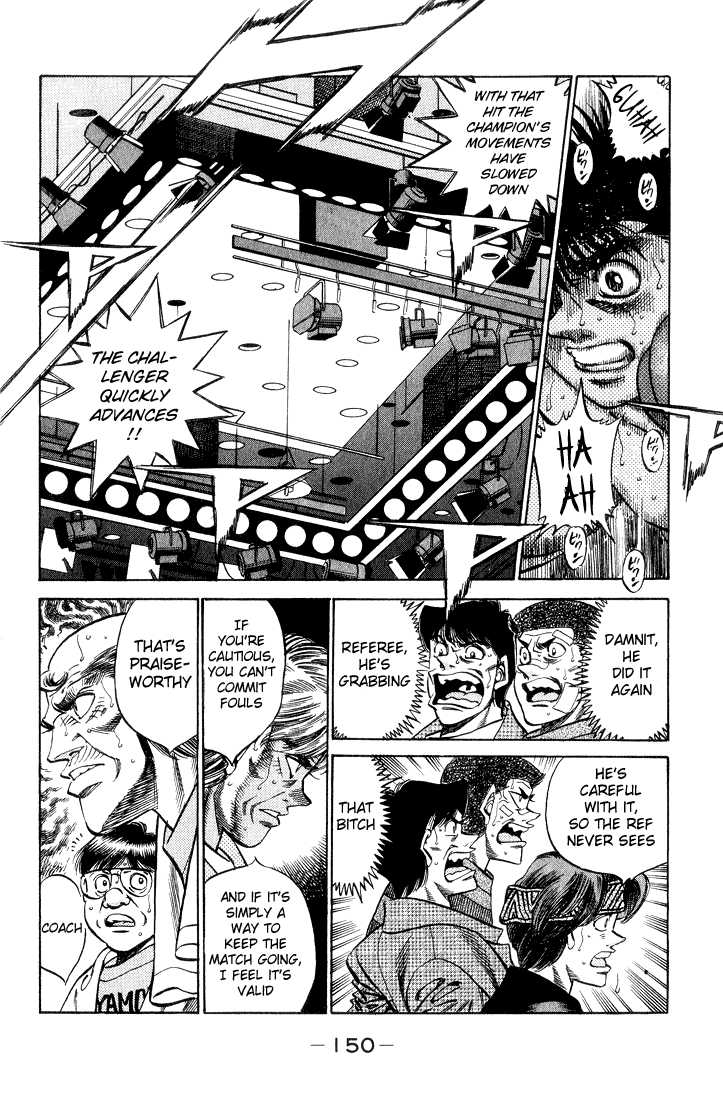 GUHAH
WITH THAT
HIT THE
CHAMPION'S
MOVEMENTS
HAVE
SLOWED
DOWN
THE CHAL-
LENGER
QUICKLY
ADVANCES
!!
HA
AH
DAMNIT,
HE
DID IT
AGAIN
REFEREE,
HE'S
GRABBING
HE'S
CAREFUL
WITH IT,
SO THE REF
NEVER SEES
THAT
BITCH
IF
YOU'RE
CAUTIOUS,
YOU CAN'T
COMMIT
FOULS
AND IF IT'S
SIMPLY A
WAY TO
KEEP THE
MATCH GOING,
I FEEL IT'S
VALID
THAT'S
PRAISE-
WORTHY
COACH
YAMO
— 150 —